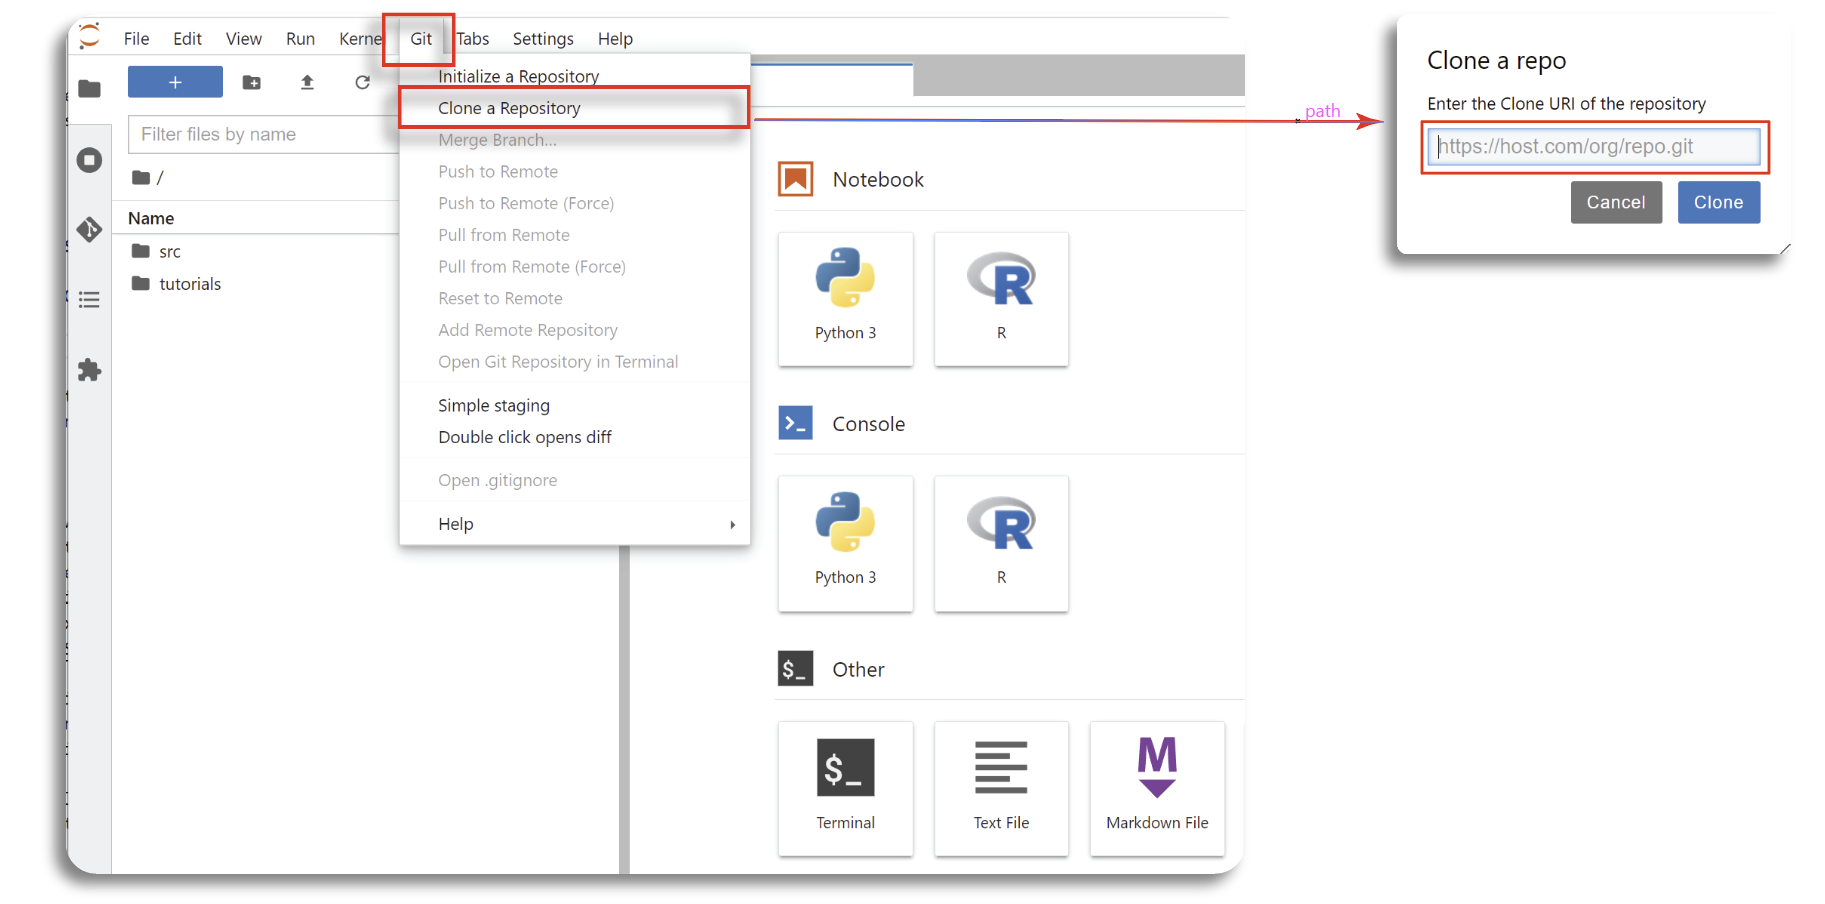 File Edit View Run Kerne Git Tabs Settings Help
+
Filter files by name
/
Name
src
tutorials
Initialize a Repository
Clone a Repository
Merge Branch...
Push to Remote
Push to Remote (Force)
Pull from Remote
Pull from Remote (Force)
Reset to Remote
Add Remote Repository
Open Git Repository in Terminal
Simple staging
Double click opens diff
Open .gitignore
Help
Notebook
Python 3
R
Console
Python 3
R
$_ Other
$_
Terminal
Text File
M
Markdown File
path
Clone a repo
Enter the Clone URI of the repository
https://host.com/org/repo.git
Cancel Clone